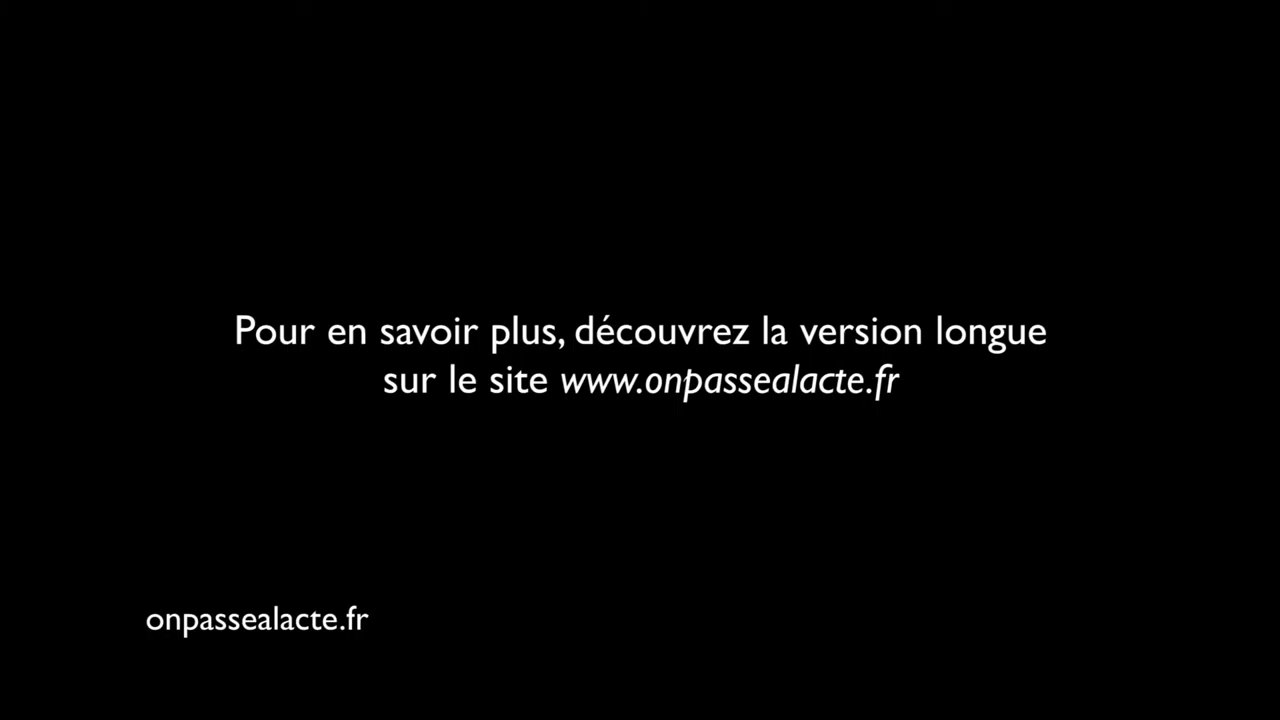 Pour en savoir plus, découvrez la version longue
sur le site www.onpassealacte.fr
onpassealacte.fr